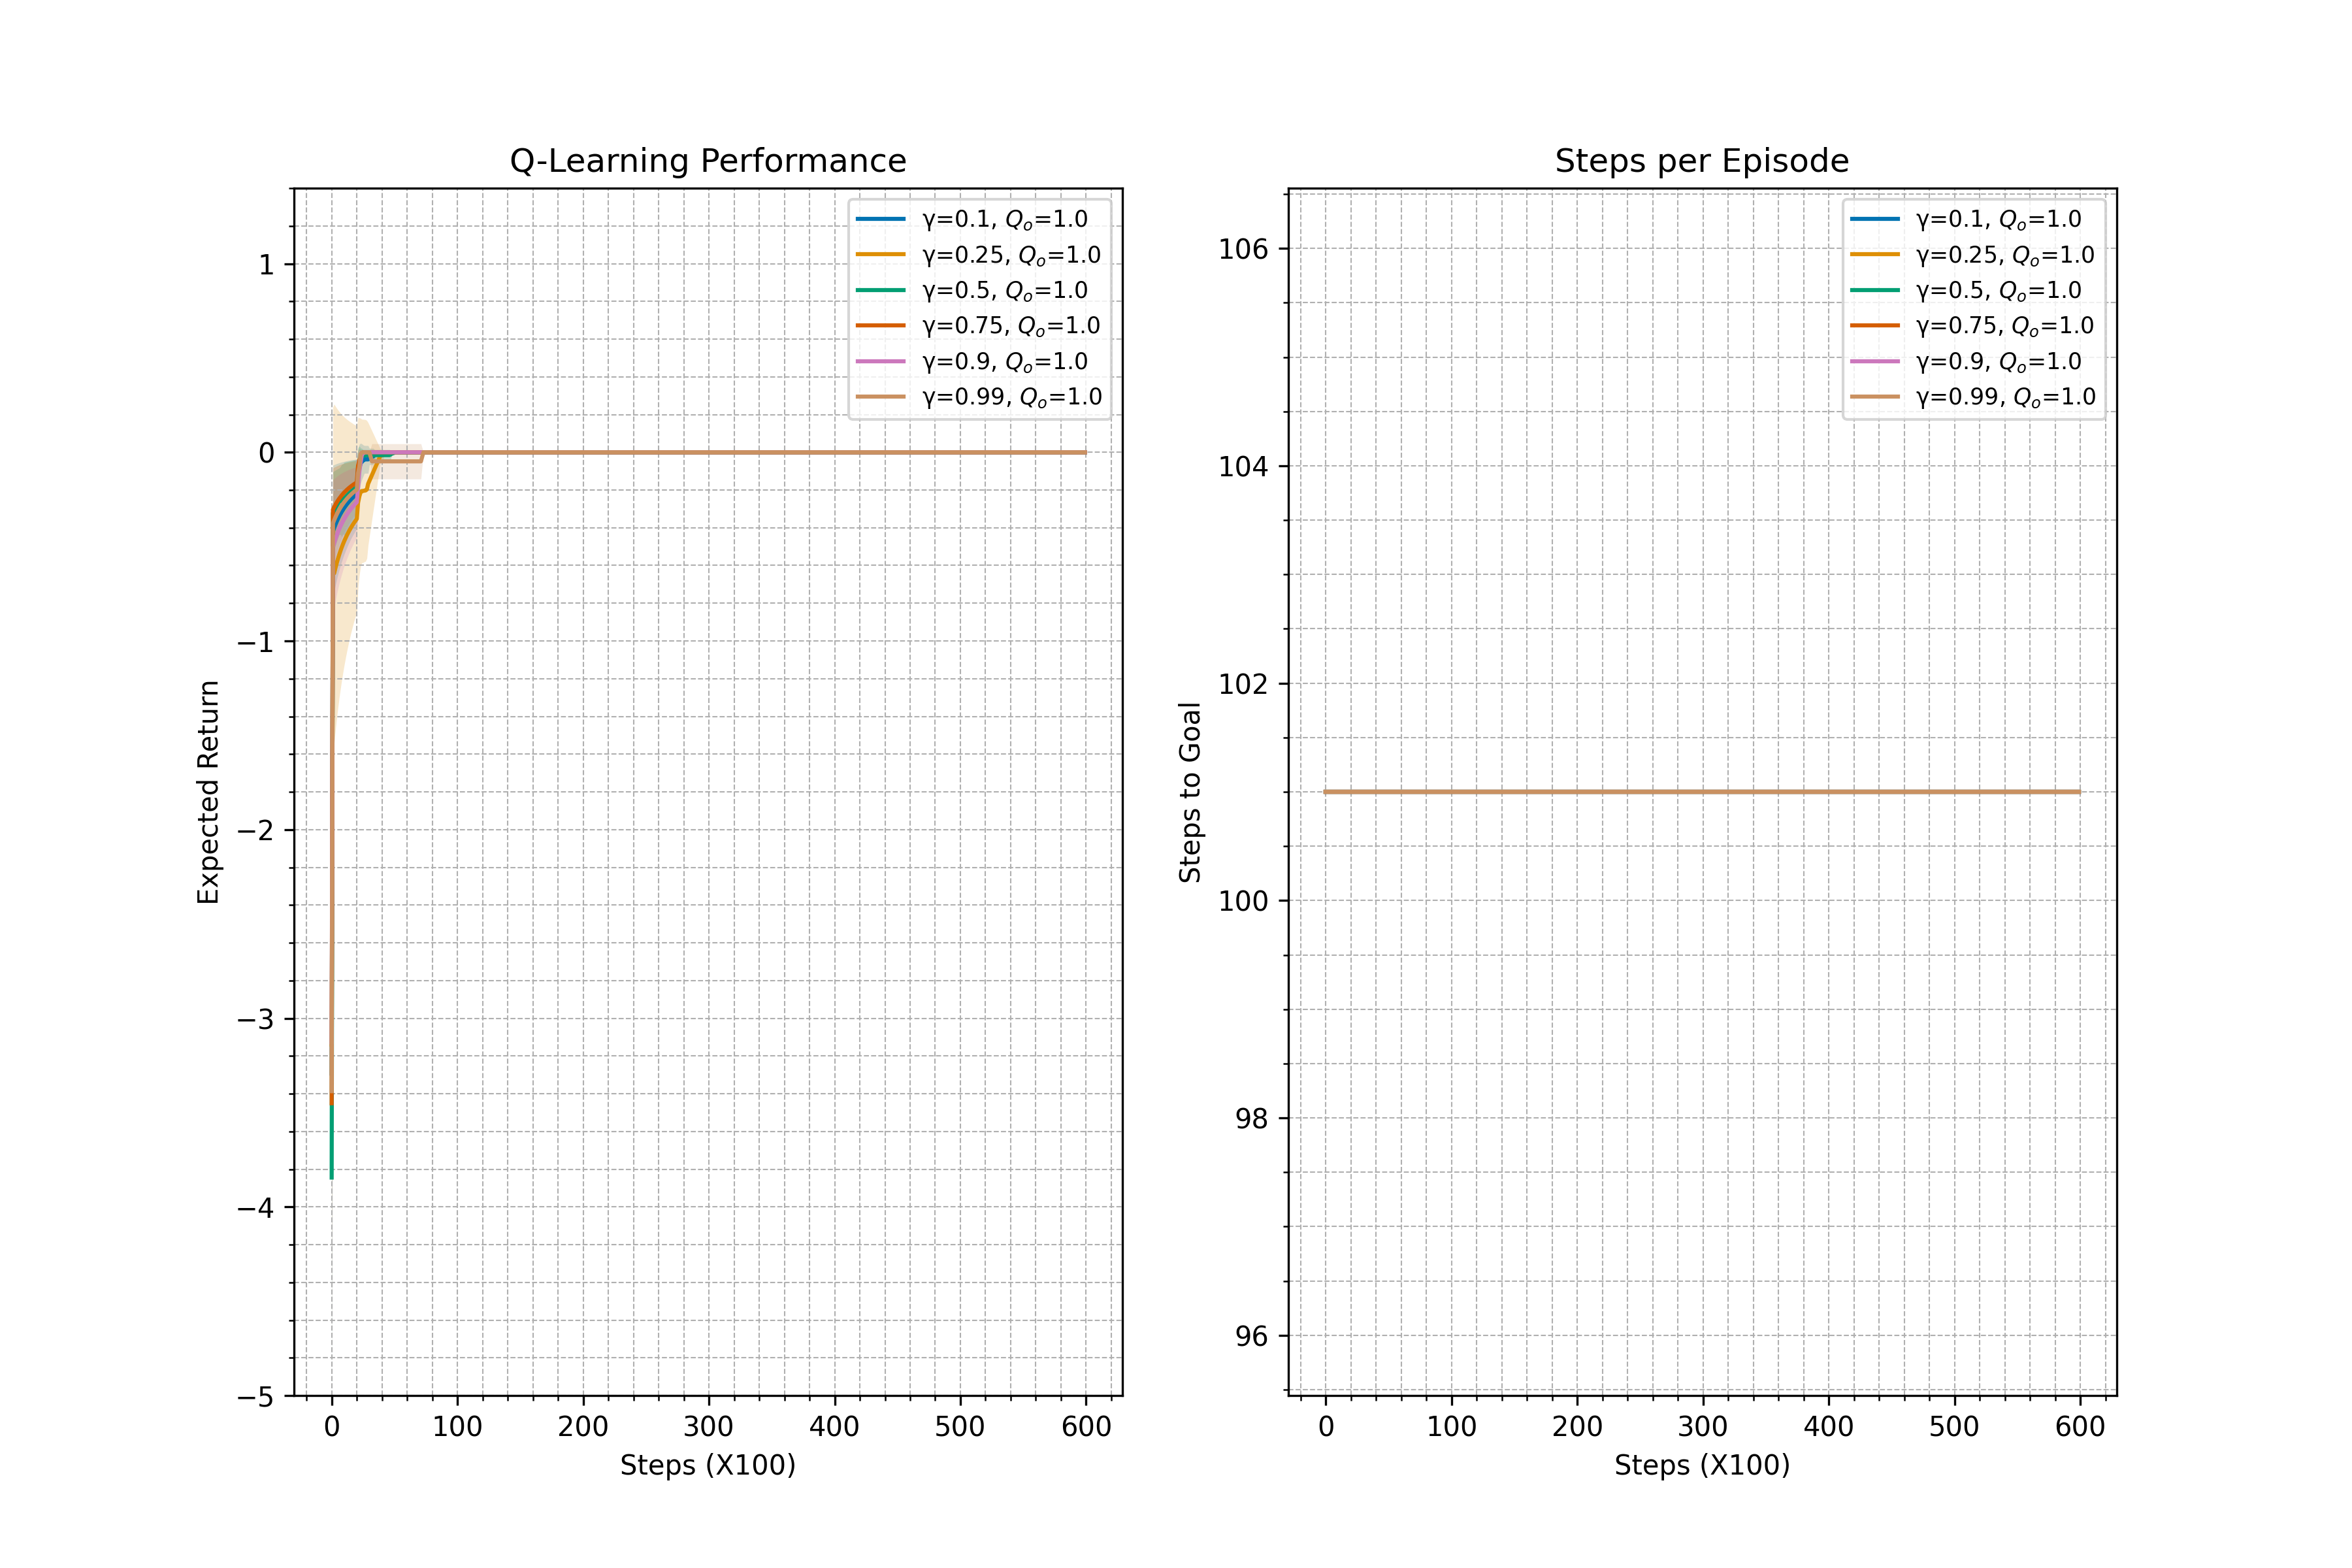 Q-Learning Performance
1
0
−1
−2
−3
−4
−5
Expected Return
0 100 200 300 400 500 600
Steps (X100)
γ=0.1, Qo=1.0
γ=0.25, Qo=1.0
γ=0.5, Qo=1.0
γ=0.75, Qo=1.0
γ=0.9, Qo=1.0
γ=0.99, Qo=1.0
Steps per Episode
106
104
102
100
98
96
Steps to Goal
0 100 200 300 400 500 600
Steps (X100)
γ=0.1, Qo=1.0
γ=0.25, Qo=1.0
γ=0.5, Qo=1.0
γ=0.75, Qo=1.0
γ=0.9, Qo=1.0
γ=0.99, Qo=1.0